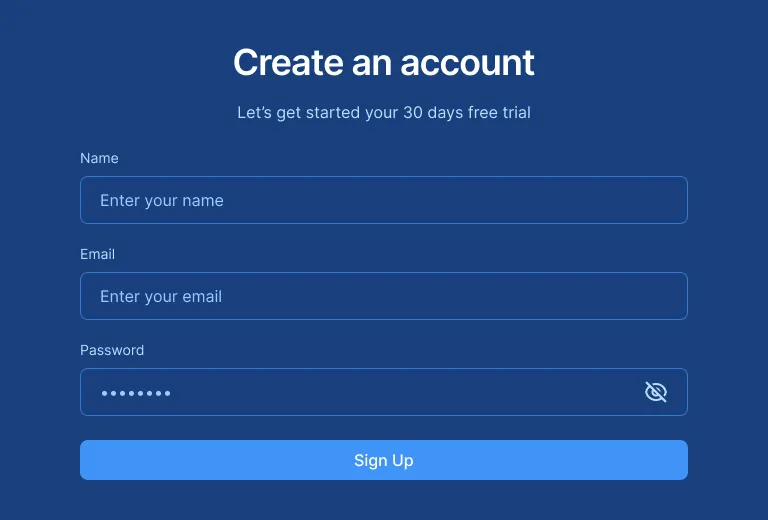 Create an account
Let’s get started your 30 days free trial
Name
Enter your name
Email
Enter your email
Password
••••••••
Sign Up